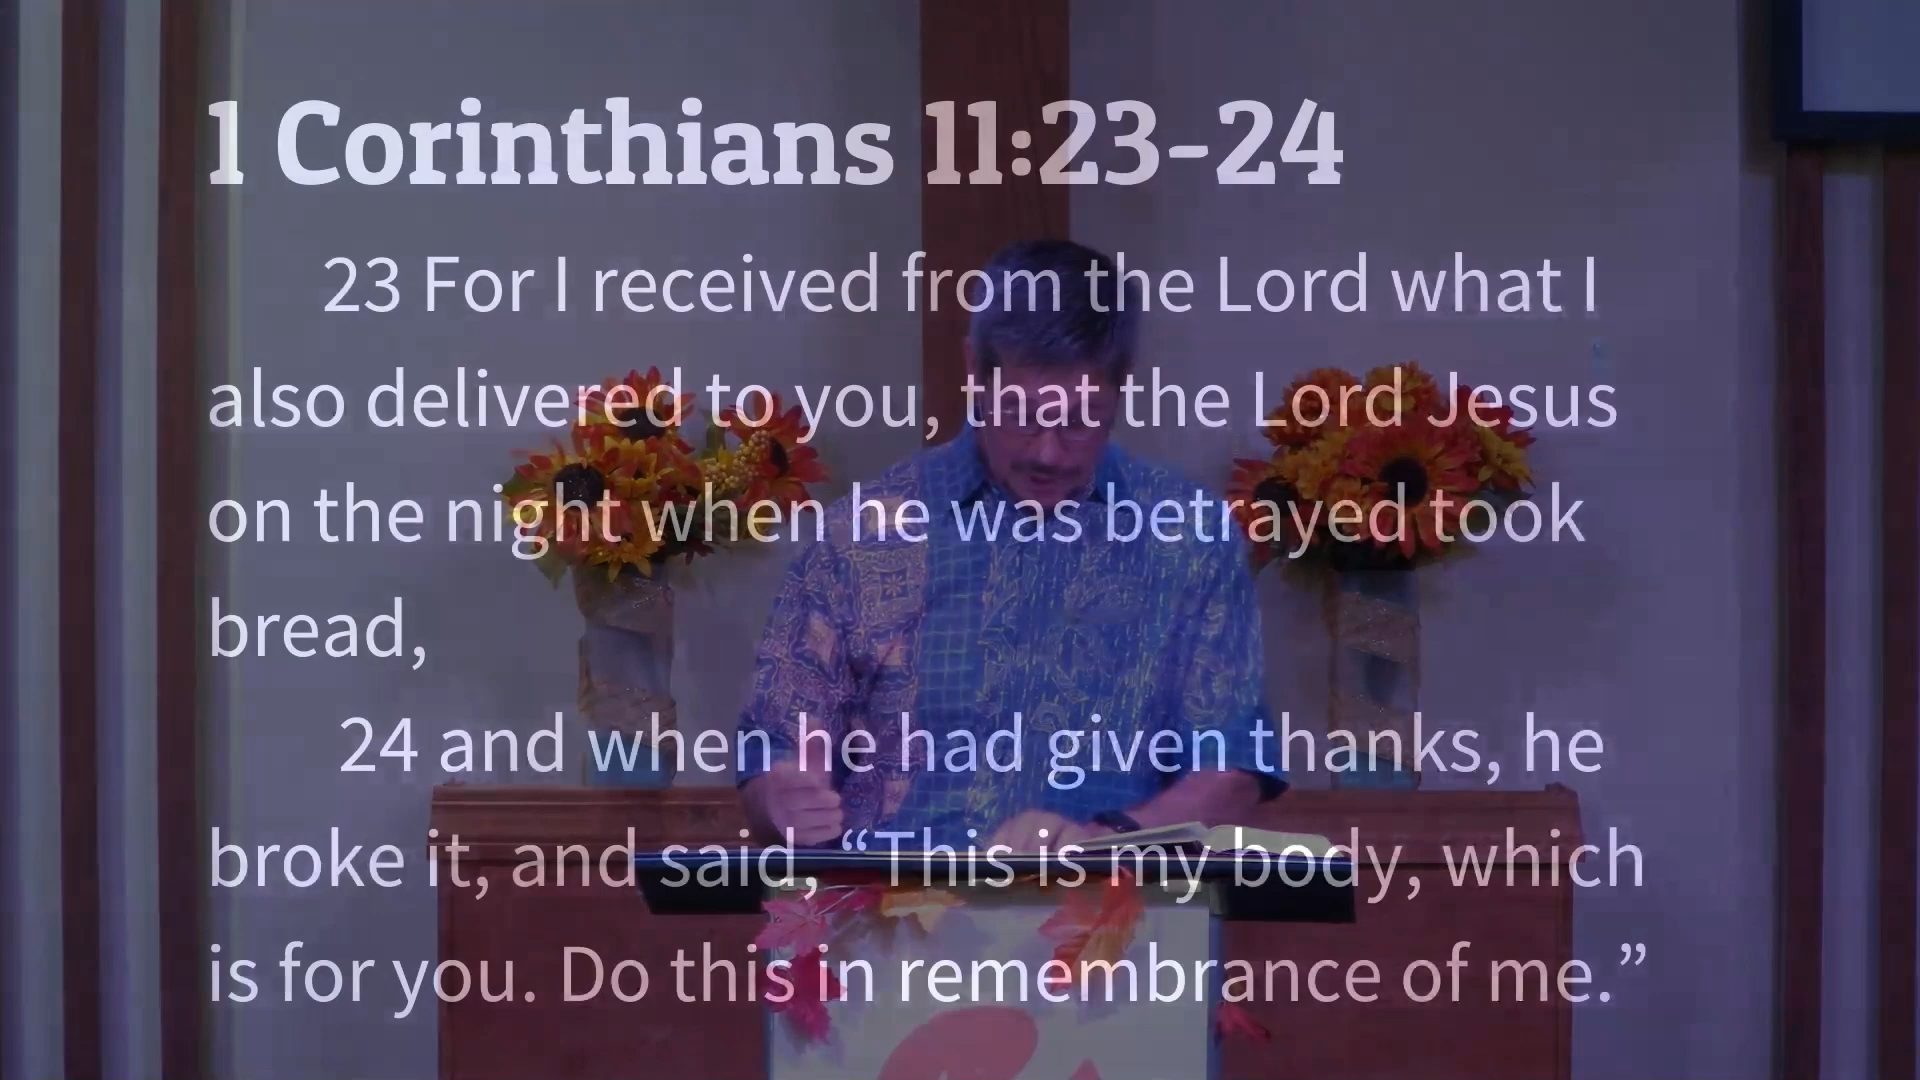 1 Corinthians 11:23-24
23 For I received from the Lord what I
also delivered to you, that the Lord Jesus
on the night when he was betrayed took
bread,
24 and when he had given thanks, he
broke it, and said, “This is my body, which
is for you. Do this in remembrance of me.”